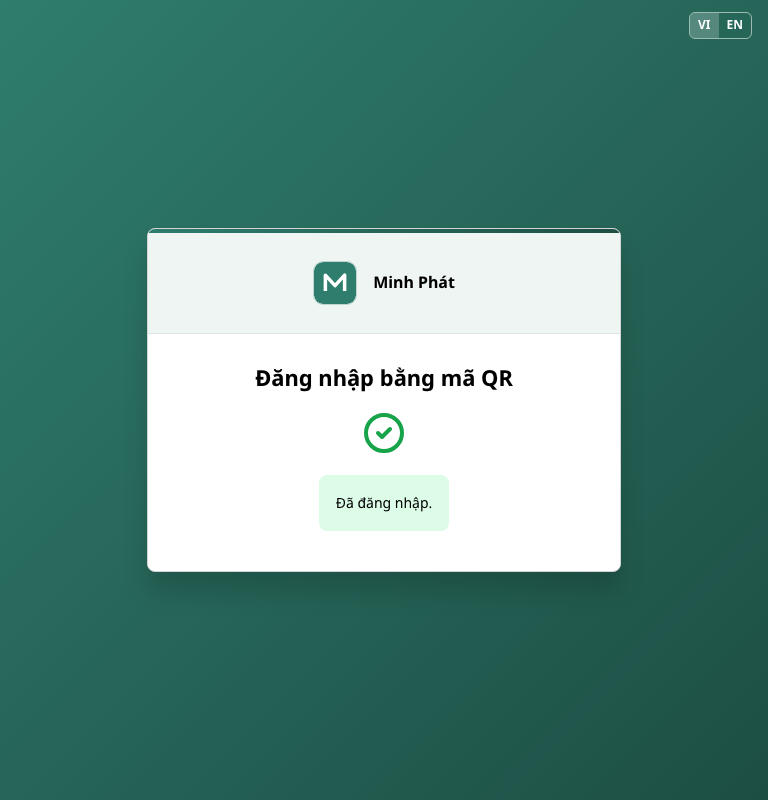 VI EN
Minh Phát
Đăng nhập bằng mã QR
Đã đăng nhập.